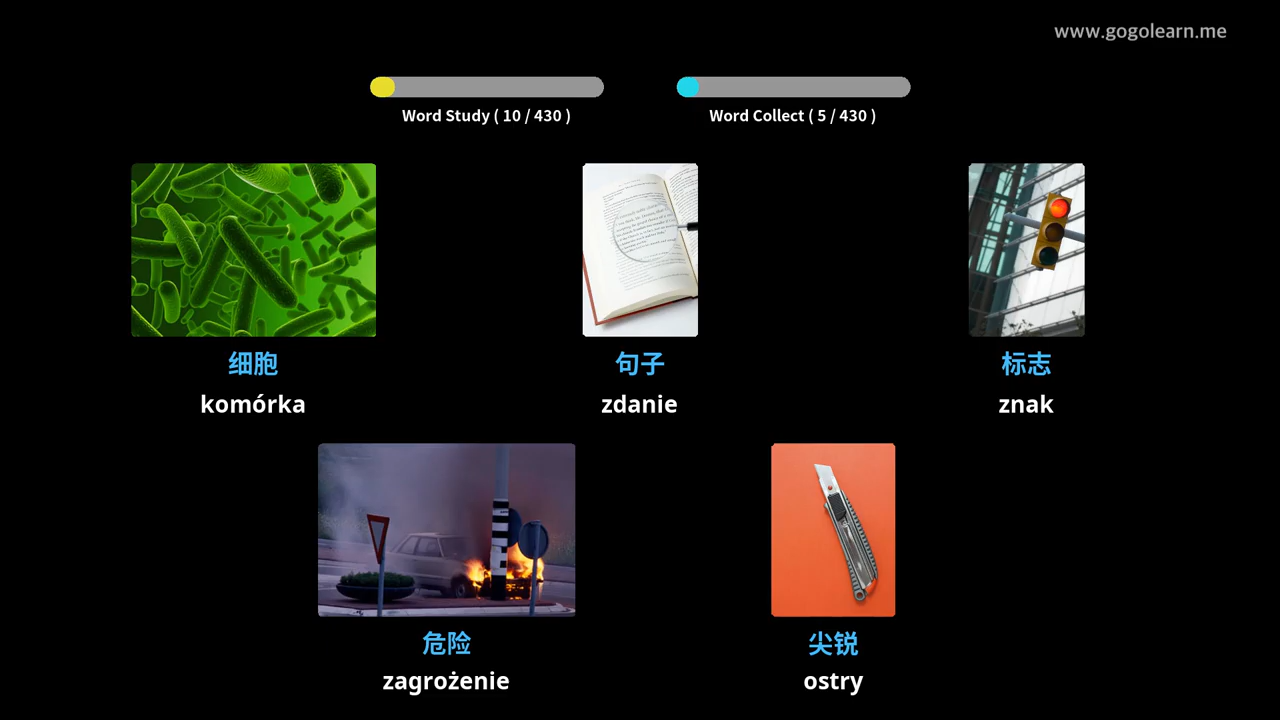 www.gogolearn.me
Word Study ( 10 / 430 )
Word Collect ( 5 / 430 )
细胞
komórka
句子
zdanie
标志
znak
危险
zagrożenie
尖锐
ostry